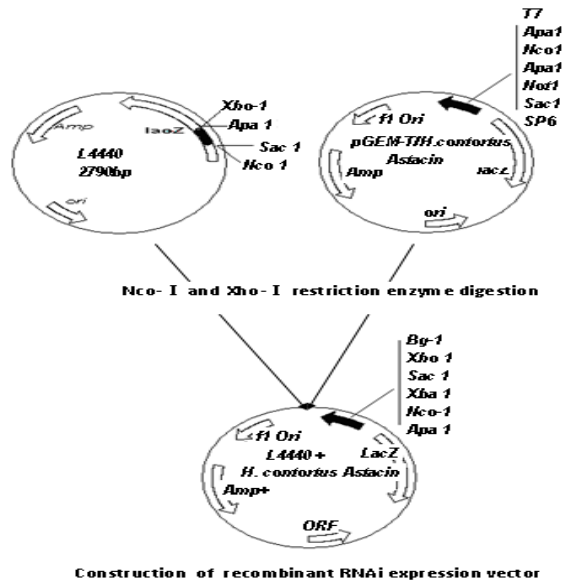 T7
Apa1
Nco1
Apa1
Not1
Sac1
SP6
Xho-1
Apa 1
Sac 1
Nco 1
Amp
lacZ
L4440
2790bp
ori
f1 Ori
pGEM-T/H.contortus
Astacin
Amp
lacZ
ori
Nco-I and Xho-I restriction enzyme digestion
Bg-1
Xho 1
Sac 1
Xba 1
Nco-1
Apa 1
f1 Ori
L4440 +
LacZ
H. contortus Astacin
Amp+
ORF
Construction of recombinant RNAi expression vector